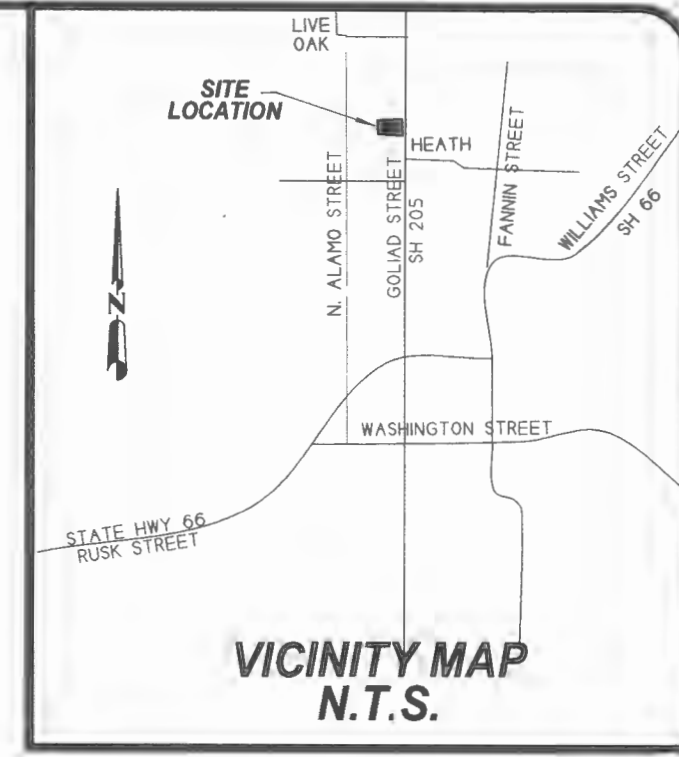 LIVE
OAK
SITE
LOCATION
HEATH
N. ALAMO STREET
GOLIAD STREET
SH 205
FANNIN STREET
WILLIAMS STREET
SH 66
N
WASHINGTON STREET
STATE HWY 66
RUSK STREET
VICINITY MAP
N.T.S.